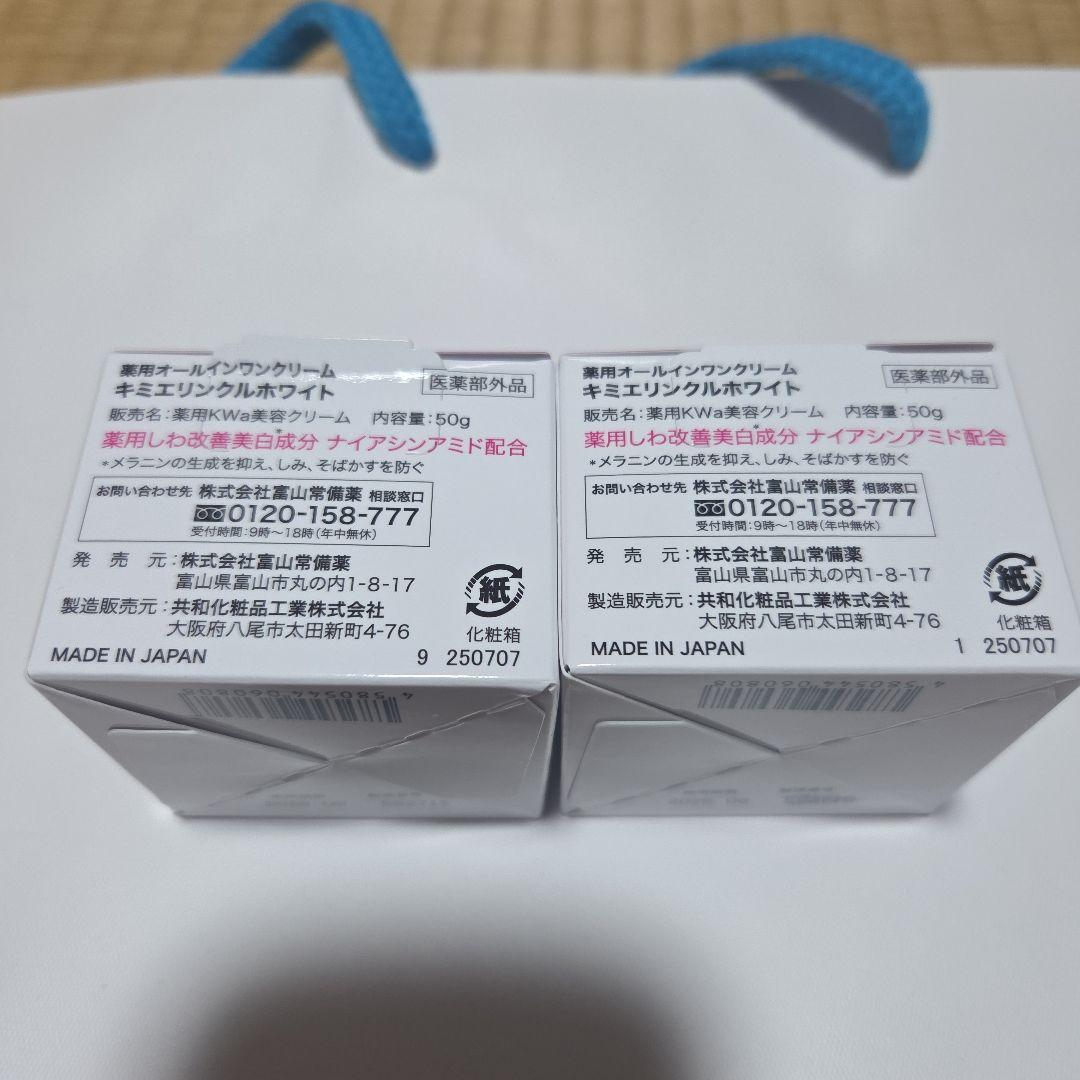 薬用オールインワンクリーム
キミエリンクルホワイト
医薬部外品
販売名:薬用KWa美容クリーム 内容量:50g
薬用しわ改善美白成分* ナイアシンアミド配合
*メラニンの生成を抑え、しみ、そばかすを防ぐ
お問い合わせ先 株式会社富山常備薬 相談窓口
0120-158-777
受付時間:9時〜18時(年中無休)
発売元:株式会社富山常備薬
富山県富山市丸の内1-8-17
製造販売元:共和化粧品工業株式会社
大阪府八尾市太田新町4-76
紙
化粧箱
MADE IN JAPAN
9 250707
4 580544 060808
薬用オールインワンクリーム
キミエリンクルホワイト
医薬部外品
販売名:薬用KWa美容クリーム 内容量:50g
薬用しわ改善美白成分* ナイアシンアミド配合
*メラニンの生成を抑え、しみ、そばかすを防ぐ
お問い合わせ先 株式会社富山常備薬 相談窓口
0120-158-777
受付時間:9時〜18時(年中無休)
発売元:株式会社富山常備薬
富山県富山市丸の内1-8-17
製造販売元:共和化粧品工業株式会社
大阪府八尾市太田新町4-76
紙
化粧箱
MADE IN JAPAN
1 250707
4 580544 060808